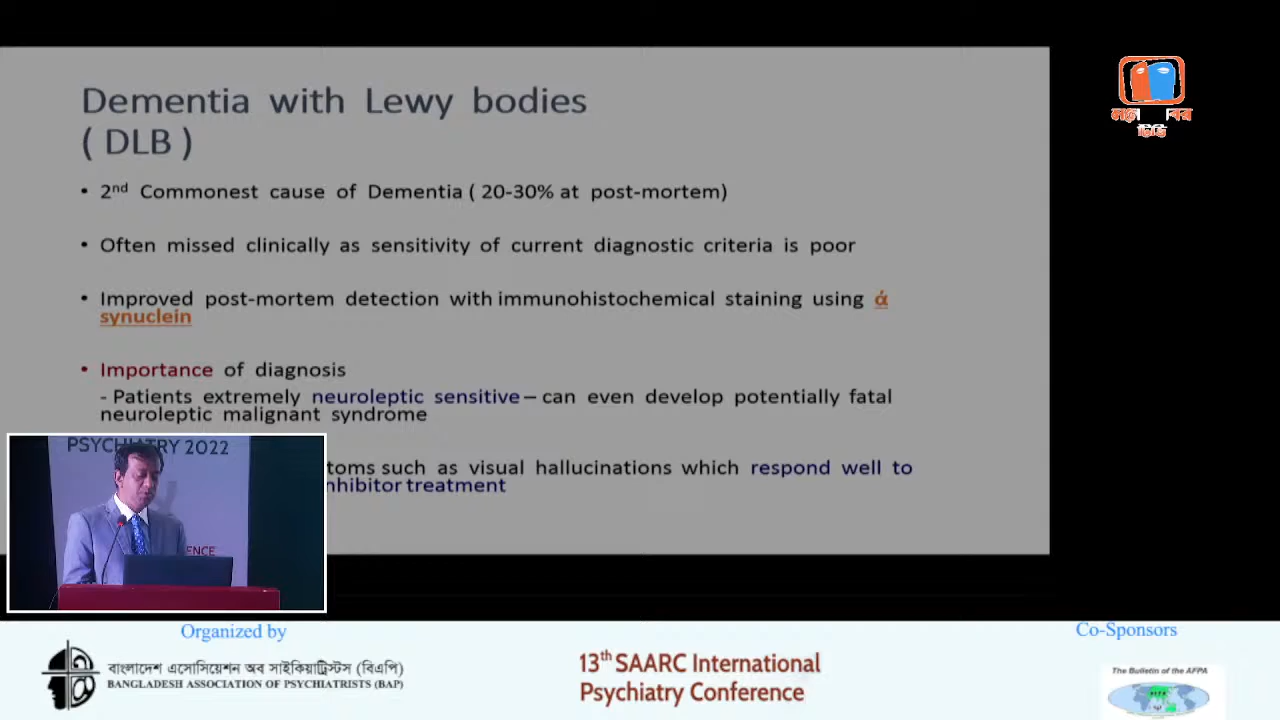 Dementia with Lewy bodies
( DLB )
• 2nd Commonest cause of Dementia ( 20-30% at post-mortem)
• Often missed clinically as sensitivity of current diagnostic criteria is poor
• Improved post-mortem detection with immunohistochemical staining using ά
synuclein
• Importance of diagnosis
- Patients extremely neuroleptic sensitive – can even develop potentially fatal
neuroleptic malignant syndrome
toms such as visual hallucinations which respond well to
nhibitor treatment
PSYCHIATRY 2022
ENCE
টিভি
Organized by
বাংলাদেশ এসোসিয়েশন অব সাইকিয়াট্রিস্টস (বিএপি)
BANGLADESH ASSOCIATION OF PSYCHIATRISTS (BAP)
13th SAARC International
Psychiatry Conference
Co-Sponsors
The Bulletin of the AFPA